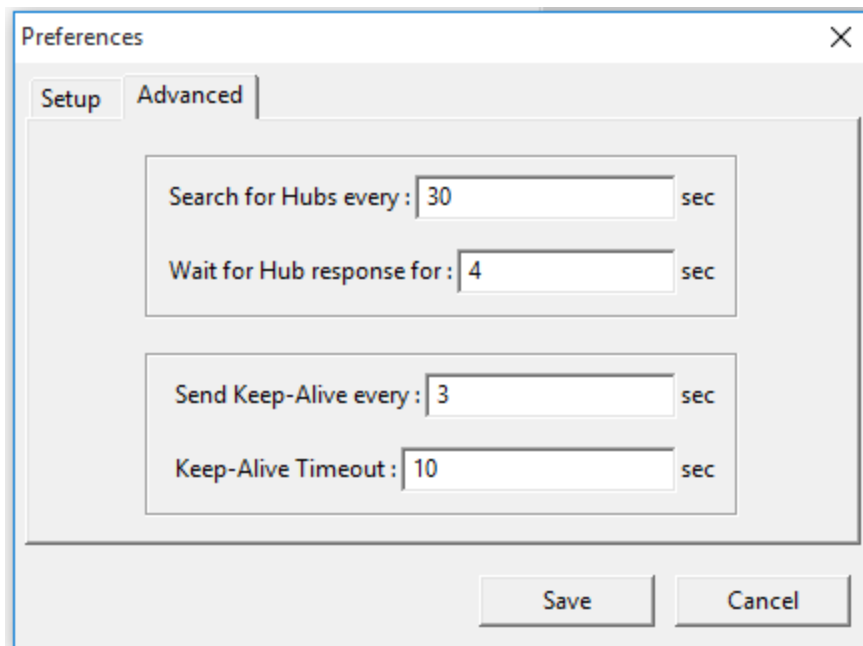 Preferences
Setup Advanced
Search for Hubs every : 30 sec
Wait for Hub response for : 4 sec
Send Keep-Alive every : 3 sec
Keep-Alive Timeout : 10 sec
Save Cancel